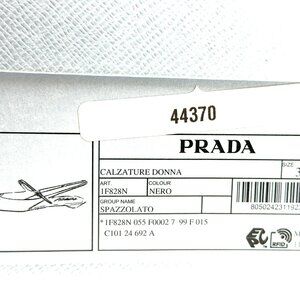 44370
PRADA
CALZATURE DONNA
SIZE
ART
COLOUR
1F828N
NERO
GROUP NAME
SPAZZOLATO
* 1F828N 055 F0002 7 99 F 015
C101 24 692 A
RFID